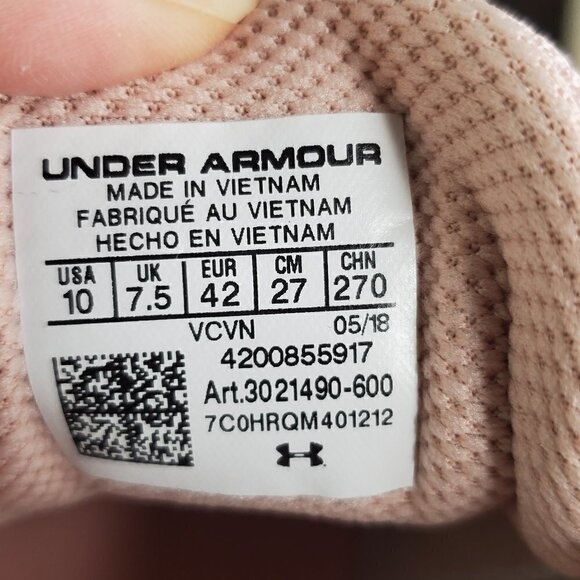 UNDER ARMOUR
MADE IN VIETNAM
FABRIQUÉ AU VIETNAM
HECHO EN VIETNAM
USA UK EUR CM CHN
10 7.5 42 27 270
VCVN 05/18
4200855917
Art.3021490-600
7C0HRQM401212